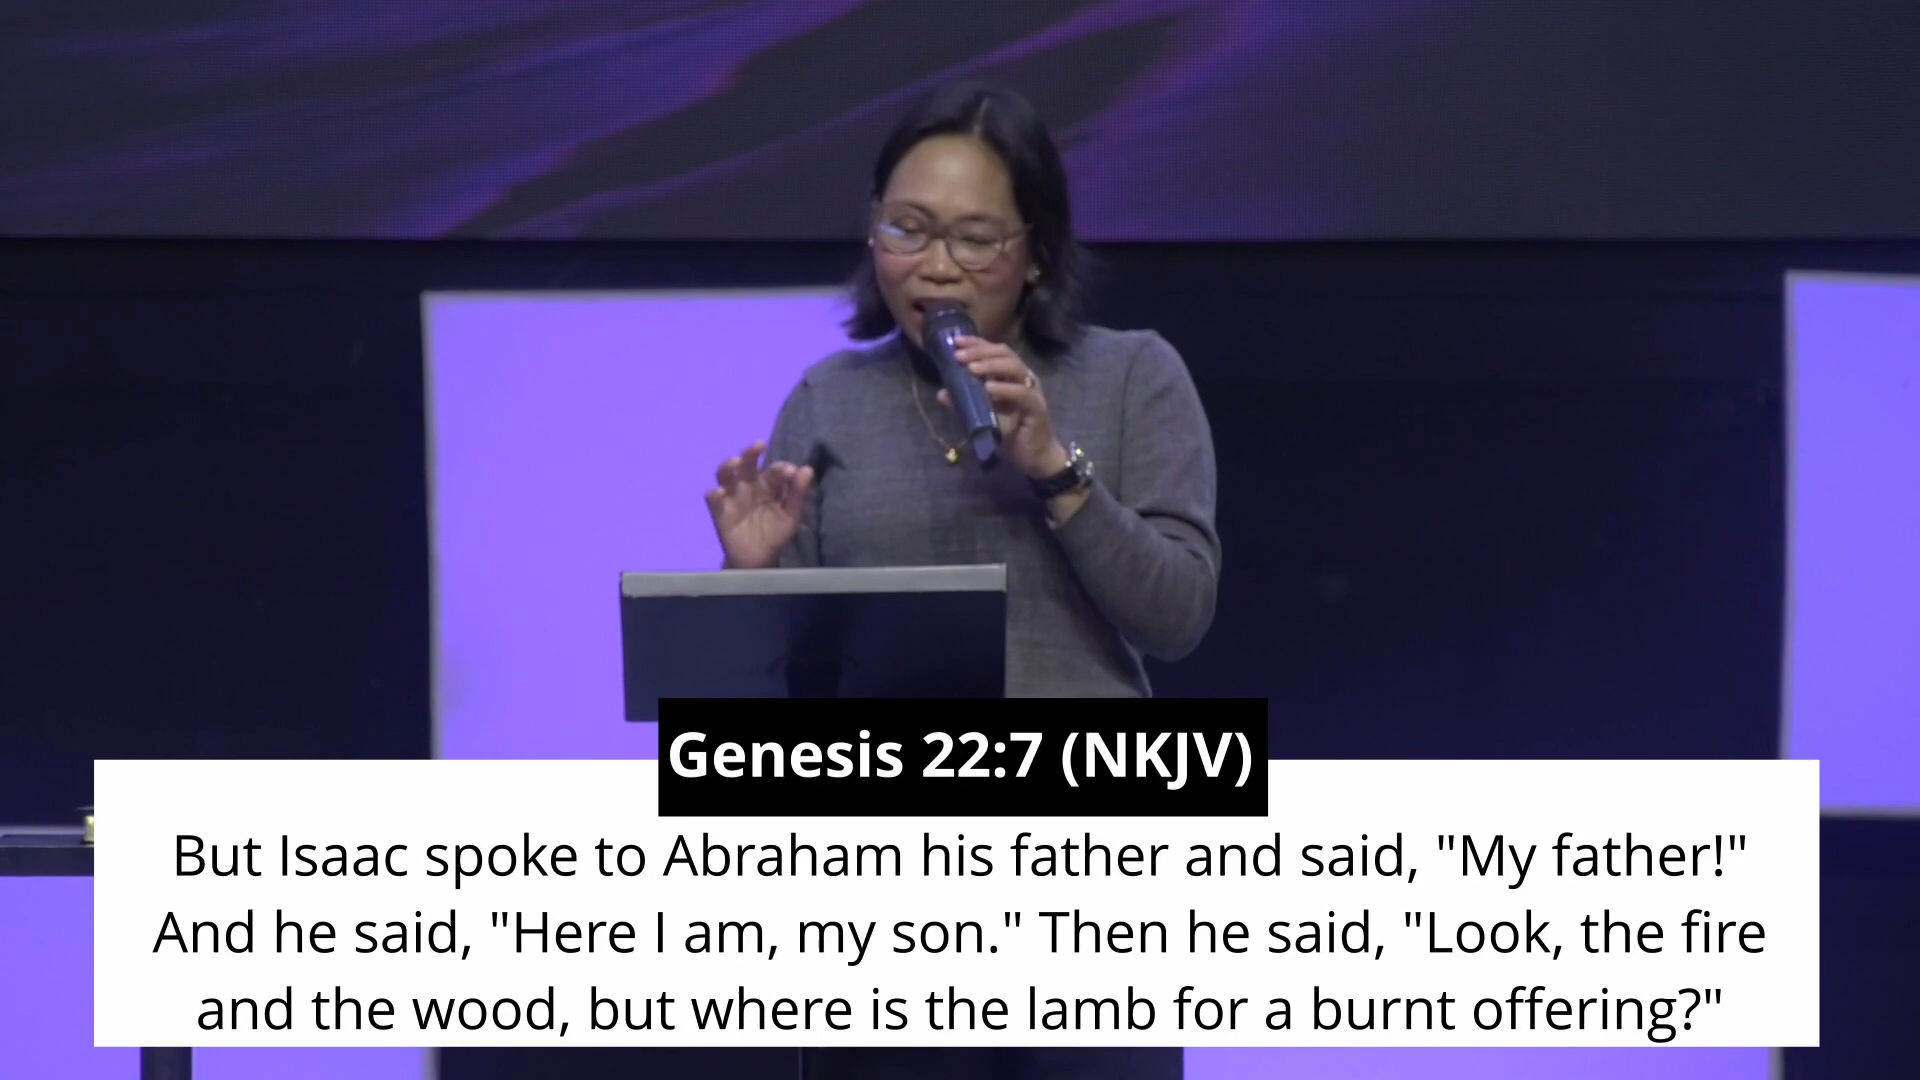 Genesis 22:7 (NKJV)
But Isaac spoke to Abraham his father and said, "My father!"
And he said, "Here I am, my son." Then he said, "Look, the fire
and the wood, but where is the lamb for a burnt offering?"